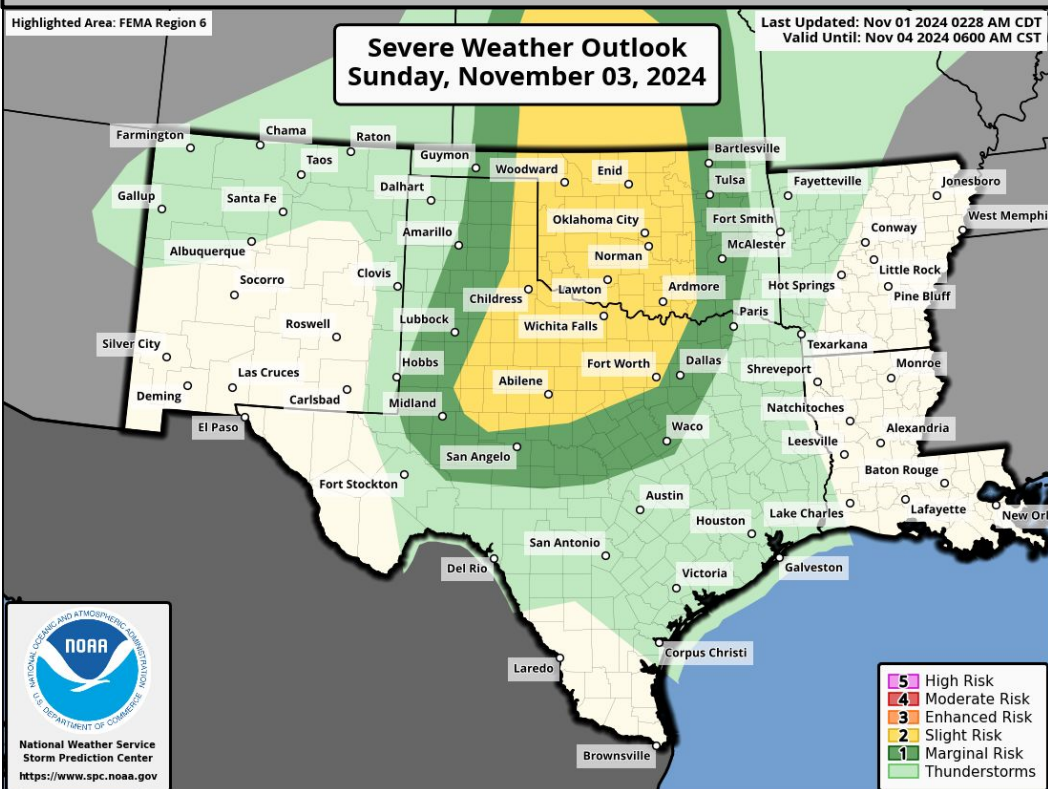 Highlighted Area: FEMA Region 6
Severe Weather Outlook
Sunday, November 03, 2024
Last Updated: Nov 01 2024 0228 AM CDT
Valid Until: Nov 04 2024 0600 AM CST
Farmington
Chama
Raton
Taos
Guymon
Woodward
Enid
Bartlesville
Tulsa
Fayetteville
Jonesboro
Gallup
Santa Fe
Dalhart
Oklahoma City
Fort Smith
West Memphi
Albuquerque
Amarillo
Norman
McAlester
Conway
Socorro
Clovis
Childress
Lawton
Ardmore
Hot Springs
Little Rock
Pine Bluff
Roswell
Lubbock
Wichita Falls
Paris
Texarkana
Silver City
Las Cruces
Hobbs
Abilene
Fort Worth
Dallas
Shreveport
Monroe
Deming
Carlsbad
Midland
Natchitoches
El Paso
San Angelo
Waco
Leesville
Alexandria
Fort Stockton
Austin
Baton Rouge
Houston
Lake Charles
Lafayette
New Orl
Del Rio
San Antonio
Victoria
Galveston
Laredo
Corpus Christi
Brownsville
NATIONAL OCEANIC AND ATMOSPHERIC ADMINISTRATION
NOAA
U.S. DEPARTMENT OF COMMERCE
National Weather Service
Storm Prediction Center
https://www.spc.noaa.gov
5 High Risk
4 Moderate Risk
3 Enhanced Risk
2 Slight Risk
1 Marginal Risk
Thunderstorms